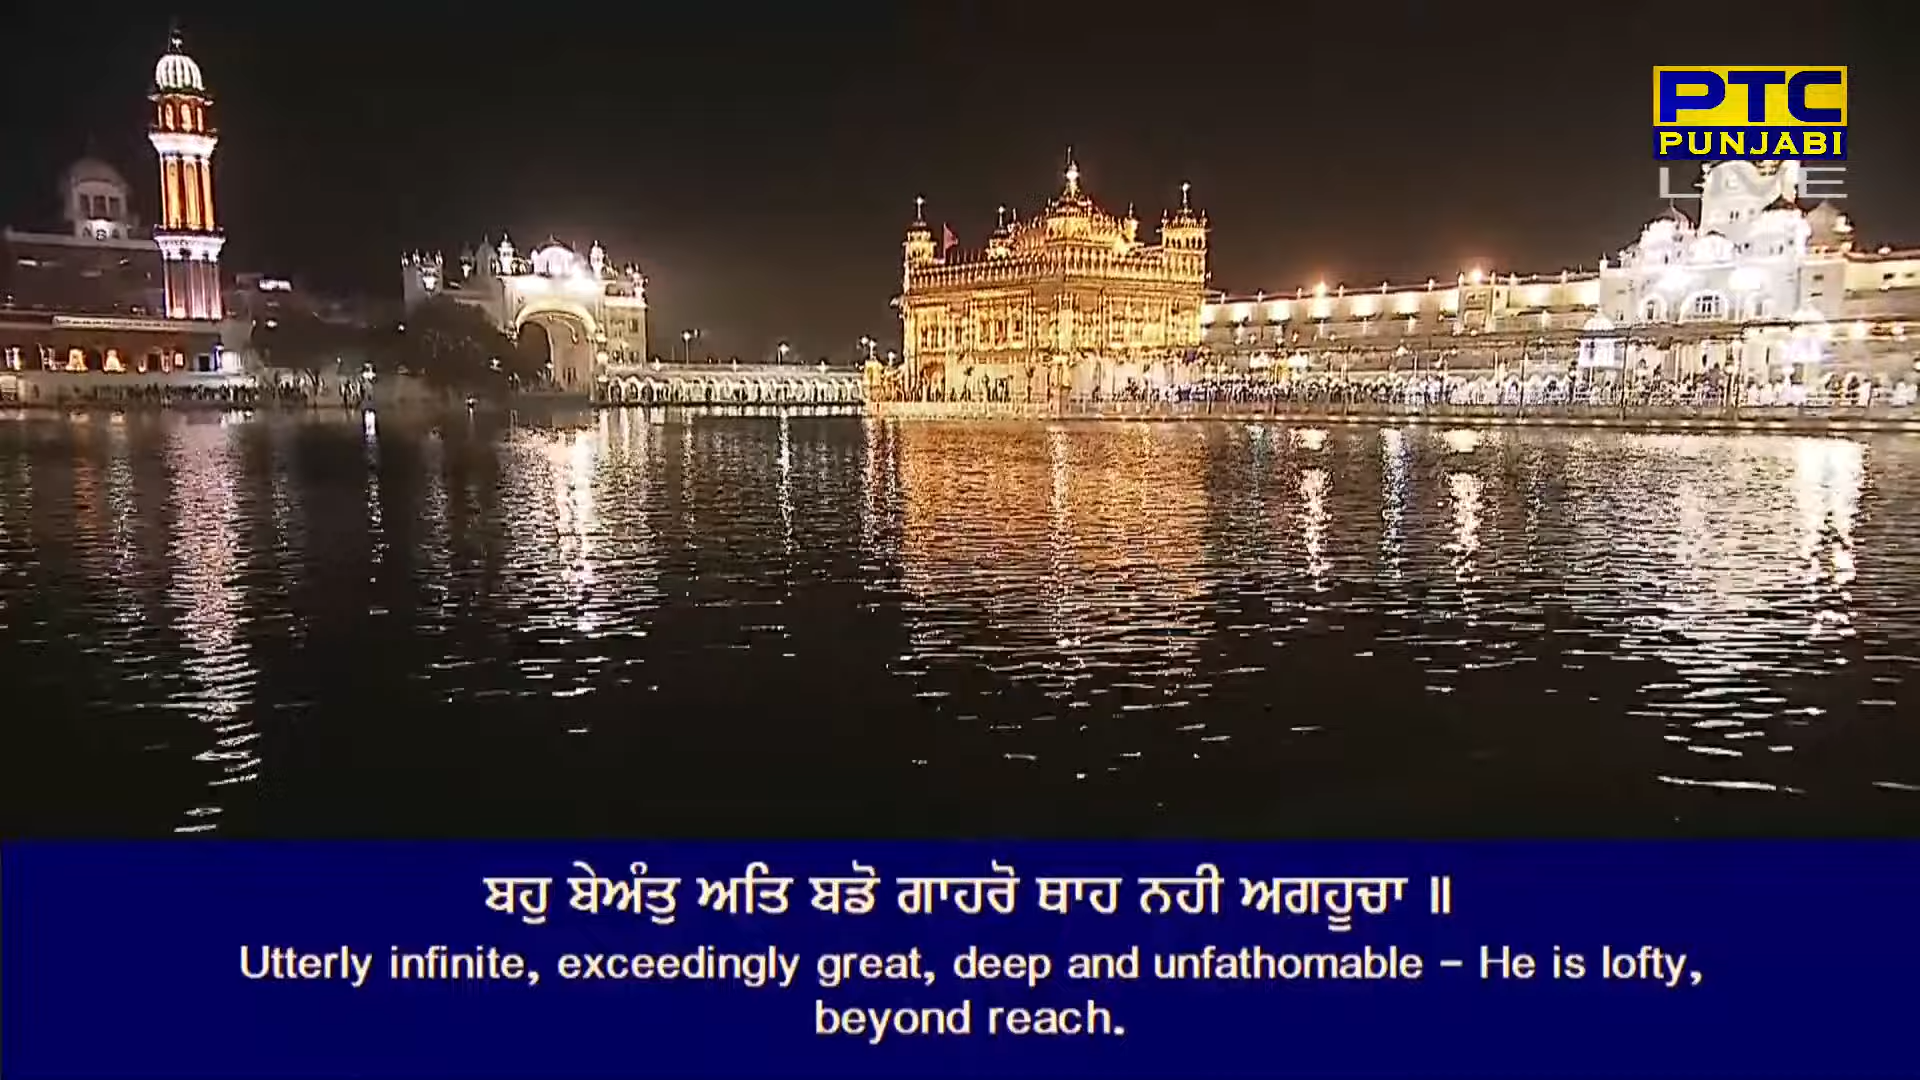 PTC
PUNJABI
LIVE
ਬਹੁ ਬੇਅੰਤੁ ਅਤਿ ਬਡੋ ਗਾਹਰੋ ਥਾਹ ਨਹੀ ਅਗਹੂਚਾ ॥
Utterly infinite, exceedingly great, deep and unfathomable – He is lofty,
beyond reach.